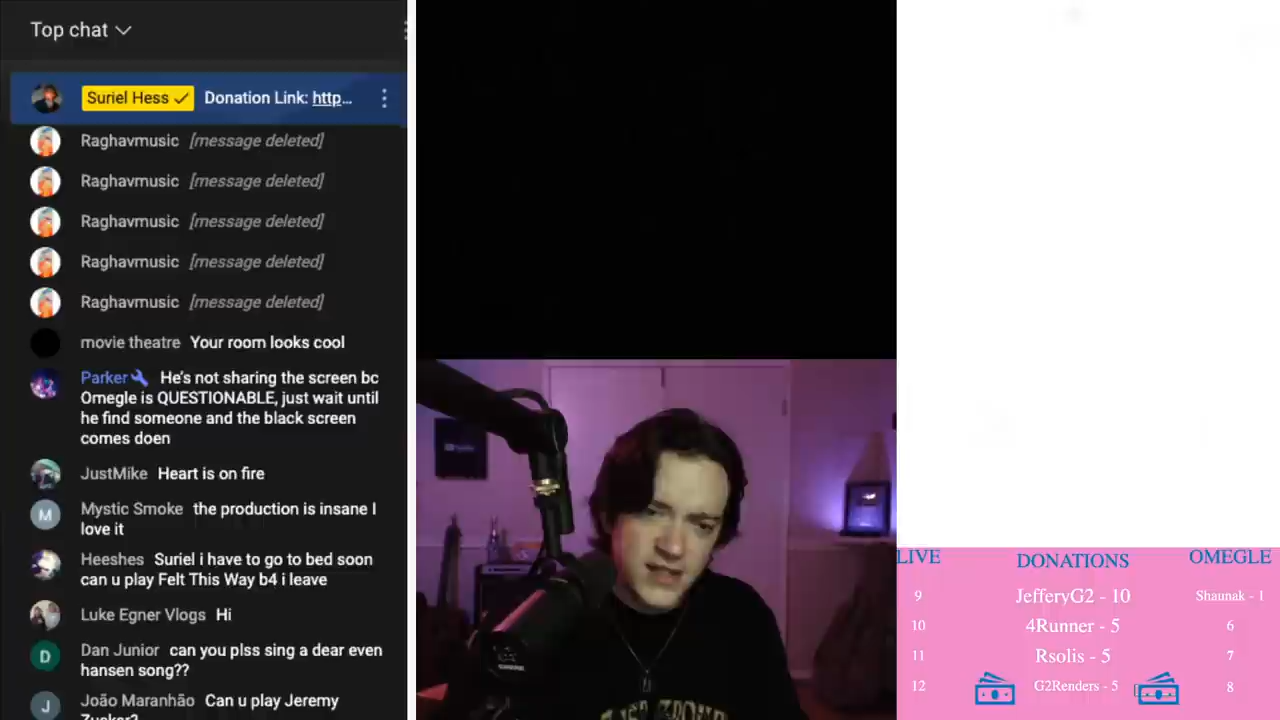 Top chat
Suriel Hess Donation Link: http...
Raghavmusic [message deleted]
Raghavmusic [message deleted]
Raghavmusic [message deleted]
Raghavmusic [message deleted]
Raghavmusic [message deleted]
movie theatre Your room looks cool
Parker He's not sharing the screen bc
Omegle is QUESTIONABLE, just wait until
he find someone and the black screen
comes doen
JustMike Heart is on fire
M
Mystic Smoke the production is insane I
love it
Heeshes Suriel i have to go to bed soon
can u play Felt This Way b4 i leave
Luke Egner Vlogs Hi
D
Dan Junior can you plss sing a dear even
hansen song??
J
João Maranhão Can u play Jeremy
Zucker?
LIVE
9
10
11
12
DONATIONS
JefferyG2 - 10
4Runner - 5
Rsolis - 5
G2Renders - 5
OMEGLE
Shaunak - 1
6
7
8